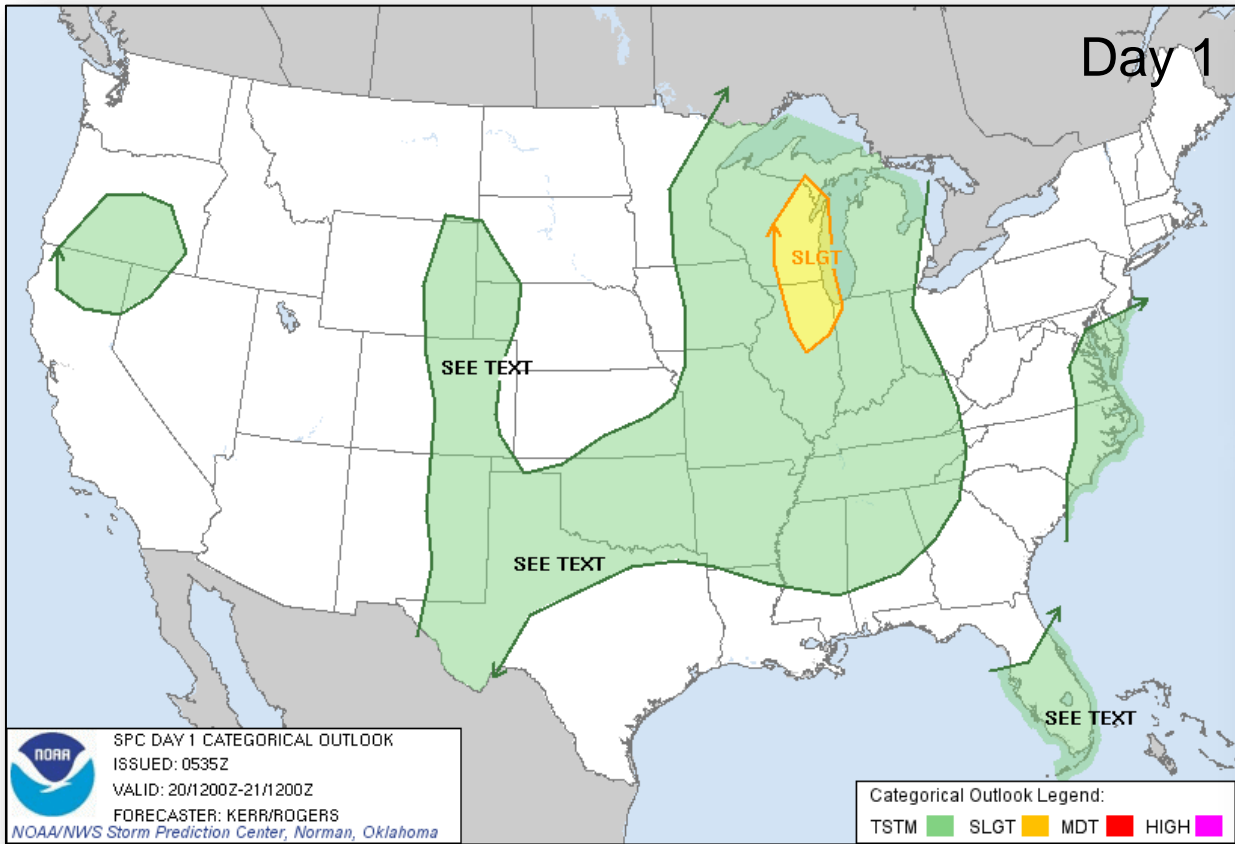 Day 1
SLGT
SEE TEXT
SEE TEXT
SEE TEXT
NOAA
SPC DAY 1 CATEGORICAL OUTLOOK
ISSUED: 0535Z
VALID: 20/1200Z-21/1200Z
FORECASTER: KERR/ROGERS
NOAA/NWS Storm Prediction Center, Norman, Oklahoma
Categorical Outlook Legend:
TSTM SLGT MDT HIGH